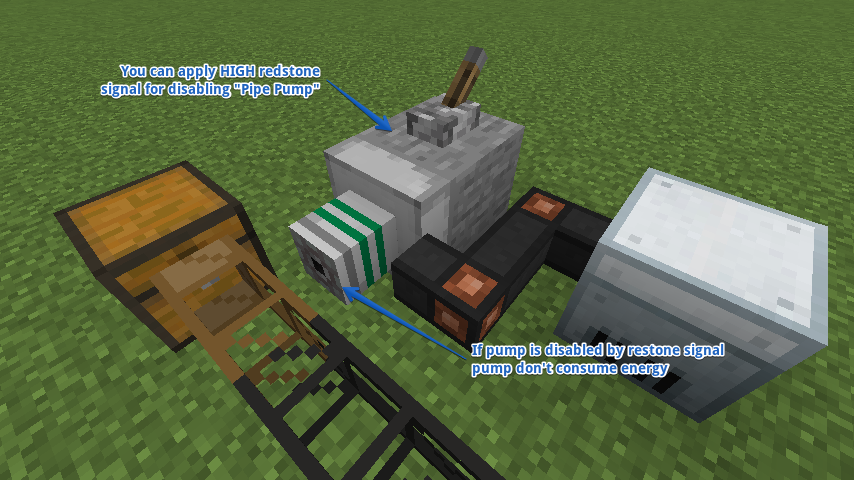 You can apply HIGH redstone
signal for disabling "Pipe Pump"
If pump is disabled by restone signal
pump don't consume energy